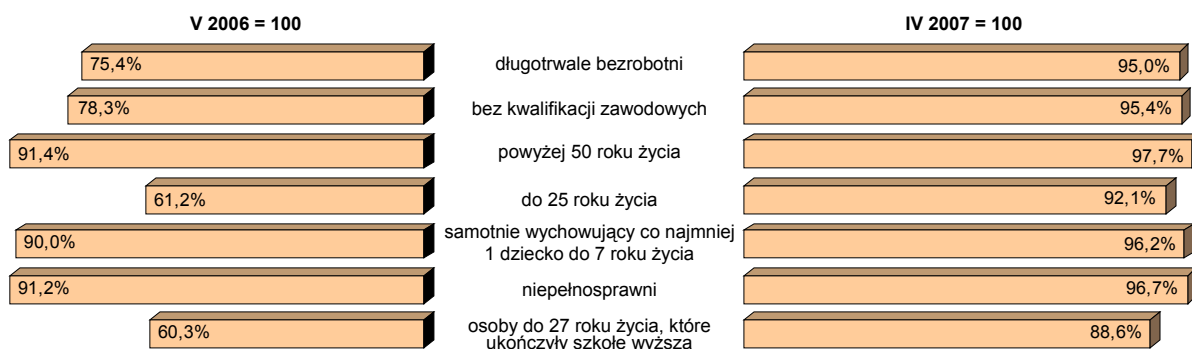 V 2006 = 100 IV 2007 = 100
75,4% długotrwale bezrobotni 95,0%
78,3% bez kwalifikacji zawodowych 95,4%
91,4% powyżej 50 roku życia 97,7%
61,2% do 25 roku życia 92,1%
samotnie wychowujący co najmniej
90,0% 1 dziecko do 7 roku życia 96,2%
91,2% niepełnosprawni 96,7%
60,3% osoby do 27 roku życia, które 88,6%
ukończyły szkołę wyższa